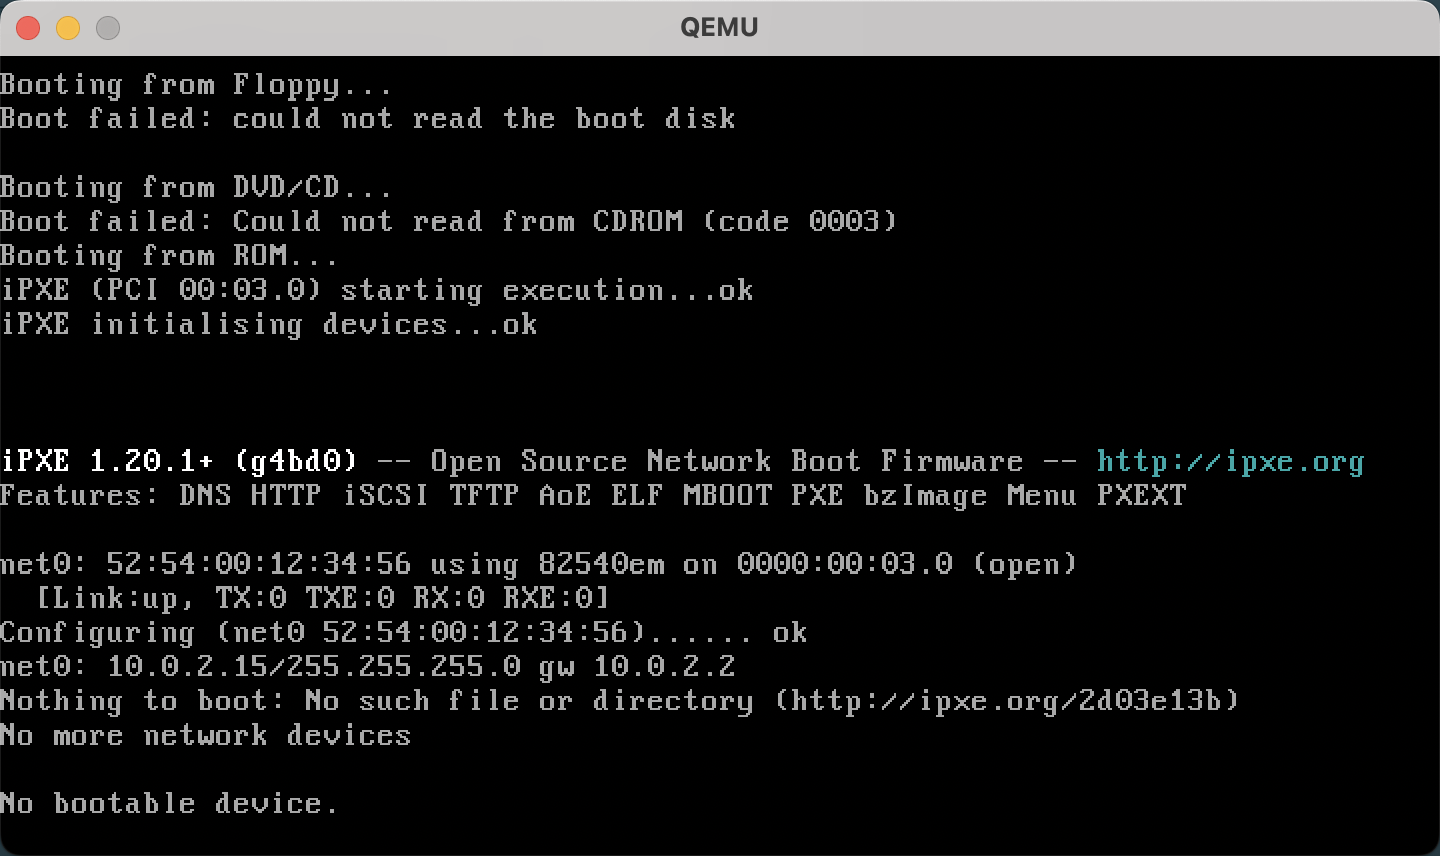 QEMU
Booting from Floppy...
Boot failed: could not read the boot disk
Booting from DVD/CD...
Boot failed: Could not read from CDROM (code 0003)
Booting from ROM...
iPXE (PCI 00:03.0) starting execution...ok
iPXE initialising devices...ok
iPXE 1.20.1+ (g4bd0) -- Open Source Network Boot Firmware -- http://ipxe.org
Features: DNS HTTP iSCSI TFTP AoE ELF MBOOT PXE bzImage Menu PXEXT
net0: 52:54:00:12:34:56 using 82540em on 0000:00:03.0 (open)
  [Link:up, TX:0 TXE:0 RX:0 RXE:0]
Configuring (net0 52:54:00:12:34:56)...... ok
net0: 10.0.2.15/255.255.255.0 gw 10.0.2.2
Nothing to boot: No such file or directory (http://ipxe.org/2d03e13b)
No more network devices
No bootable device.